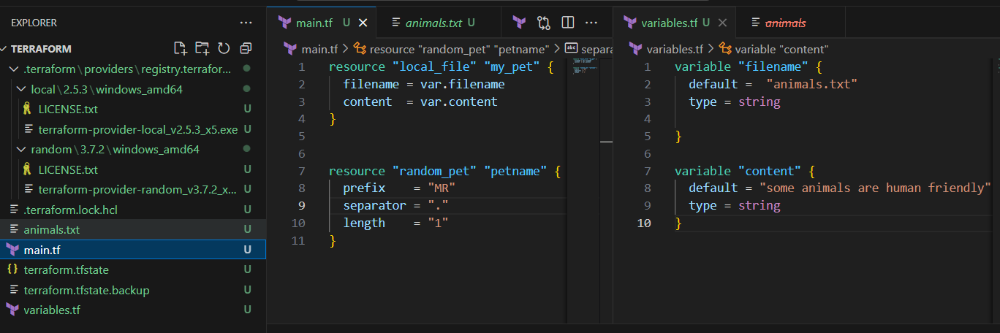 EXPLORER
TERRAFORM
.terraform\providers\registry.terrafor...
local\2.5.3\windows_amd64
LICENSE.txt U
terraform-provider-local_v2.5.3_x5.exe U
random\3.7.2\windows_amd64
LICENSE.txt U
terraform-provider-random_v3.7.2_x... U
.terraform.lock.hcl U
animals.txt U
main.tf U
terraform.tfstate U
terraform.tfstate.backup U
variables.tf U
main.tf U
animals.txt U
main.tf > resource "random_pet" "petname" > abc separa
1 resource "local_file" "my_pet" {
2 filename = var.filename
3 content = var.content
4 }
5
6
7 resource "random_pet" "petname" {
8 prefix = "MR"
9 separator = "."
10 length = "1"
11 }
variables.tf U
animals
variables.tf > variable "content"
1 variable "filename" {
2 default = "animals.txt"
3 type = string
4
5 }
6
7 variable "content" {
8 default = "some animals are human friendly"
9 type = string
10 }